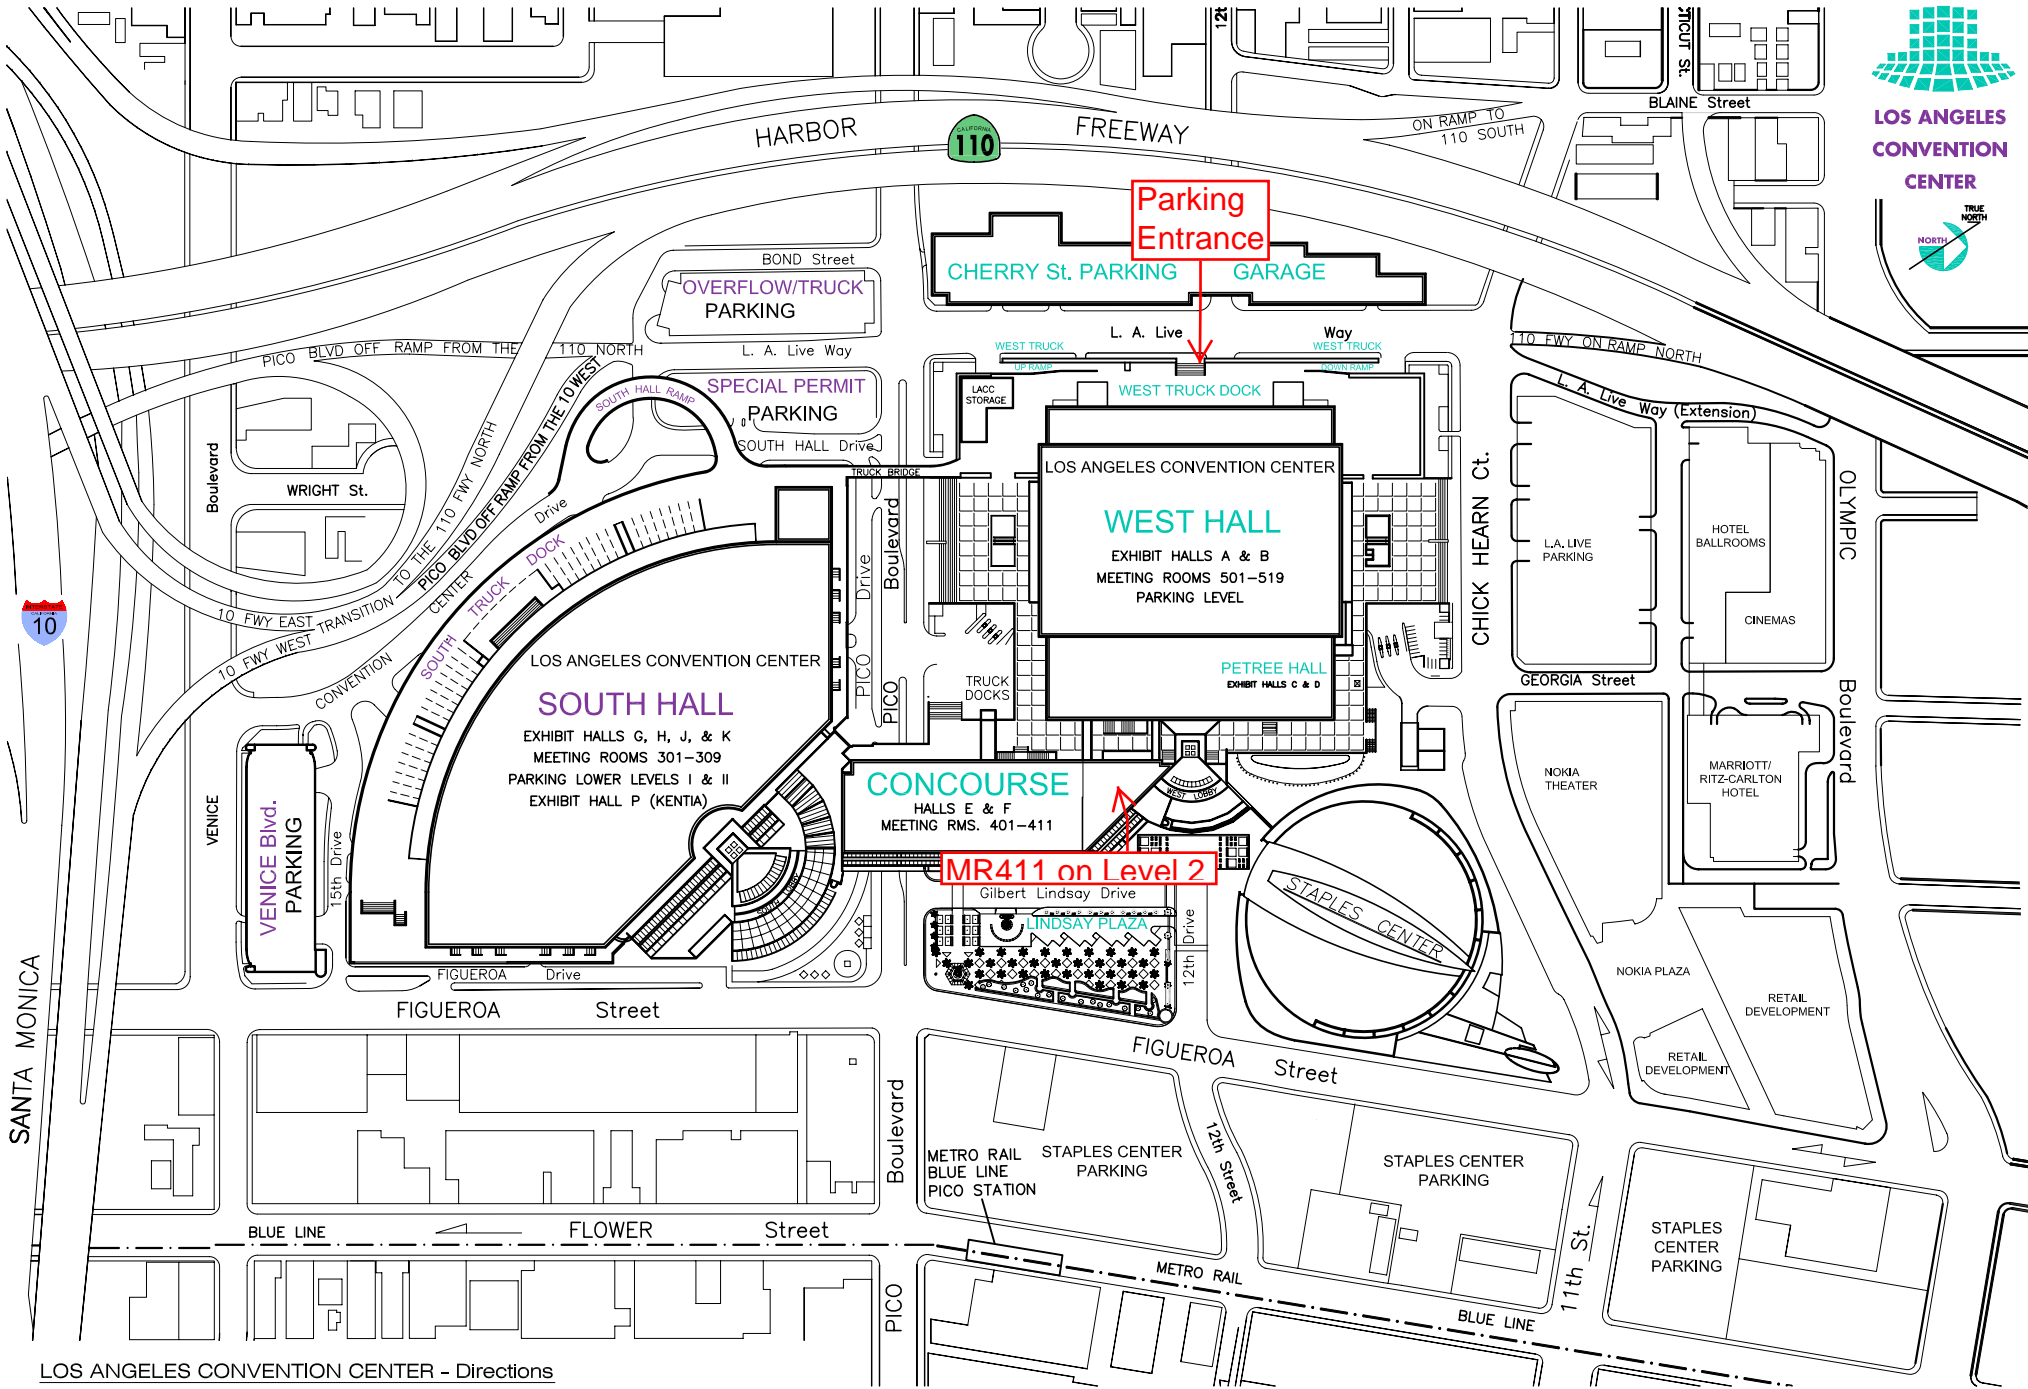 12t
TICUT St.
BLAINE Street
LOS ANGELES
CONVENTION
CENTER
TRUE
NORTH
NORTH
HARBOR
CALIFORNIA
110
FREEWAY
ON RAMP TO
110 SOUTH
Parking
Entrance
BOND Street
OVERFLOW/TRUCK
PARKING
CHERRY St. PARKING GARAGE
L. A. Live Way
WEST TRUCK
UP RAMP
WEST TRUCK
DOWN RAMP
110 FWY ON RAMP NORTH
PICO BLVD OFF RAMP FROM THE 110 NORTH
L. A. Live Way
SPECIAL PERMIT
PARKING
SOUTH HALL RAMP
LACC
STORAGE
WEST TRUCK DOCK
L. A. Live Way (Extension)
SOUTH HALL Drive
TRUCK BRIDGE
Boulevard
WRIGHT St.
TO THE 110 FWY NORTH
PICO BLVD OFF RAMP FROM THE 10 WEST
LOS ANGELES CONVENTION CENTER
WEST HALL
EXHIBIT HALLS A & B
MEETING ROOMS 501-519
PARKING LEVEL
CHICK HEARN Ct.
L.A. LIVE
PARKING
HOTEL
BALLROOMS
CINEMAS
OLYMPIC
Boulevard
INTERSTATE
CALIFORNIA
10
10 FWY EAST TRANSITION
10 FWY WEST
CONVENTION CENTER Drive
SOUTH TRUCK DOCK
PICO Drive
PICO Boulevard
LOS ANGELES CONVENTION CENTER
SOUTH HALL
EXHIBIT HALLS G, H, J, & K
MEETING ROOMS 301-309
PARKING LOWER LEVELS I & II
EXHIBIT HALL P (KENTIA)
TRUCK
DOCKS
PETREE HALL
EXHIBIT HALLS C & D
GEORGIA Street
NOKIA
THEATER
MARRIOTT/
RITZ-CARLTON
HOTEL
VENICE
VENICE Blvd.
PARKING
15th Drive
CONCOURSE
HALLS E & F
MEETING RMS. 401-411
WEST LOBBY
SOUTH LOBBY
MR411 on Level 2
Gilbert Lindsay Drive
LINDSAY PLAZA
12th Drive
STAPLES CENTER
NOKIA PLAZA
RETAIL
DEVELOPMENT
RETAIL
DEVELOPMENT
FIGUEROA Drive
FIGUEROA Street
FIGUEROA Street
SANTA MONICA
Boulevard
METRO RAIL
BLUE LINE
PICO STATION
STAPLES CENTER
PARKING
12th Street
STAPLES CENTER
PARKING
11th St.
STAPLES
CENTER
PARKING
BLUE LINE
FLOWER Street
PICO
METRO RAIL
BLUE LINE
LOS ANGELES CONVENTION CENTER - Directions